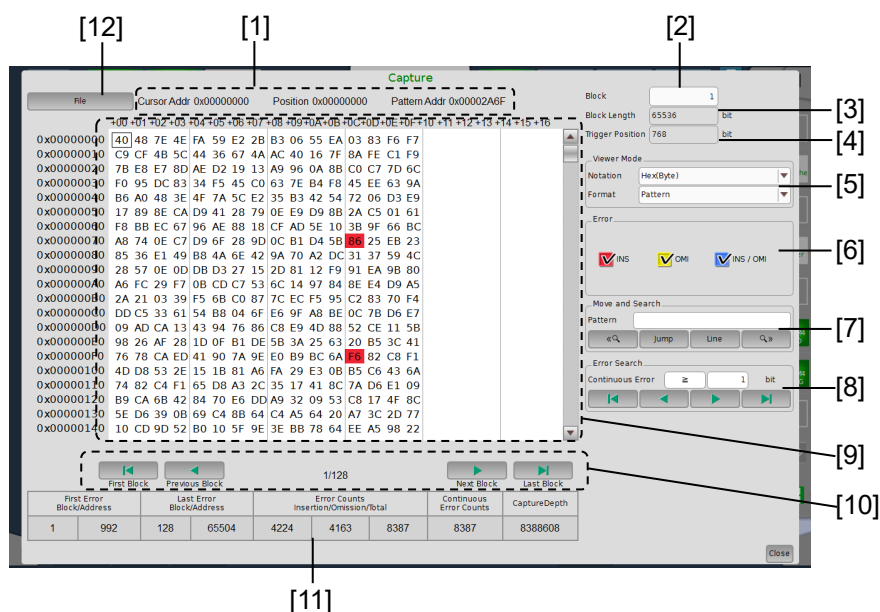 [12] [1] [2]
Capture
File
Cursor Addr 0x00000000 Position 0x00000000 Pattern Addr 0x00002A6F
+00 +01 +02 +03 +04 +05 +06 +07 +08 +09 +0A +0B +0C +0D +0E +0F +10 +11 +12 +13 +14 +15 +16
0x00000000 40 48 7E 4E FA 59 E2 2B B3 06 55 EA 03 83 F6 F7
0x00000010 C9 CF 4B 5C 44 36 67 4A AC 40 16 7F 8A FE C1 F9
0x00000020 7B E8 E7 8D AE D2 19 13 A9 96 0A 8B C0 C7 7D 6C
0x00000030 F0 95 DC 83 34 F5 45 C0 63 7E B4 F8 45 EE 63 9A
0x00000040 B6 A0 48 3E 4F 7A 5C E2 35 B3 42 54 72 06 D3 E9
0x00000050 17 89 8E CA D9 41 28 79 0E E9 D9 8B 2A C5 01 61
0x00000060 F8 BB EC 67 96 AE 88 18 CF AD 5E 10 3B 9F 66 BC
0x00000070 A8 74 0E C7 D9 6F 28 9D 0C B1 D4 5B 86 25 EB 23
0x00000080 85 36 E1 49 B8 4A 6E 42 9A 70 A2 DC 31 37 59 4C
0x00000090 28 57 0E 0D DB D3 27 15 2D 81 12 F9 91 EA 9B 80
0x000000A0 A6 FC 29 F7 0B CD C7 53 6C 14 97 84 8E E4 D9 A5
0x000000B0 2A 21 03 39 F5 6B C0 87 7C EC F5 95 C2 83 70 F4
0x000000C0 DD C5 33 61 54 B8 04 6F E6 9F A8 BE 0C 7B D6 E7
0x000000D0 09 AD CA 13 43 94 76 86 C8 E9 4D 88 52 CE 11 5B
0x000000E0 98 26 AF 28 1D 0F B1 DE 5B 3A 25 63 20 B5 3C 41
0x000000F0 76 78 CA ED 41 90 7A 9E E0 B9 BC 6A F6 82 C8 F1
0x00000100 4D D8 53 2E 15 1B 81 A6 FA 29 E3 0B B5 C6 43 6A
0x00000110 74 82 C4 F1 65 D8 A3 2C 35 17 41 8C 7A D6 E1 09
0x00000120 B9 CA 6B 42 84 70 E6 DD A9 32 09 53 C8 17 4F 8C
0x00000130 5E D6 39 0B 69 C4 8B 64 C4 A5 64 20 A7 3C 2D 77
0x00000140 10 CD 9D 52 B0 10 5F 9E 3E BB 78 64 EE A5 98 22
Block 1
Block Length 65536 bit [3]
Trigger Position 768 bit [4]
Viewer Mode
Notation Hex(Byte)
Format Pattern [5]
Error
INS OMI INS / OMI [6]
Move and Search
Pattern [7]
Jump Line
Error Search
Continuous Error ≥ 1 bit [8]
[9]
First Block Previous Block 1/128 Next Block Last Block
[10]
First Error Block/Address Last Error Block/Address Error Counts Insertion/Omission/Total Continuous Error Counts CaptureDepth
1 992 128 65504 4224 4163 8387 8387 8388608
Close
[11]